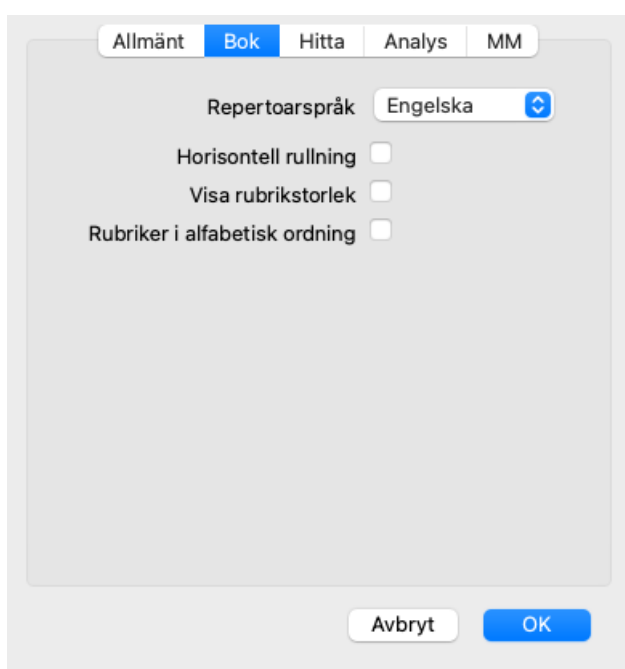 Allmänt Bok Hitta Analys MM
Repertoarspråk Engelska
Horisontell rullning
Visa rubrikstorlek
Rubriker i alfabetisk ordning
Avbryt OK